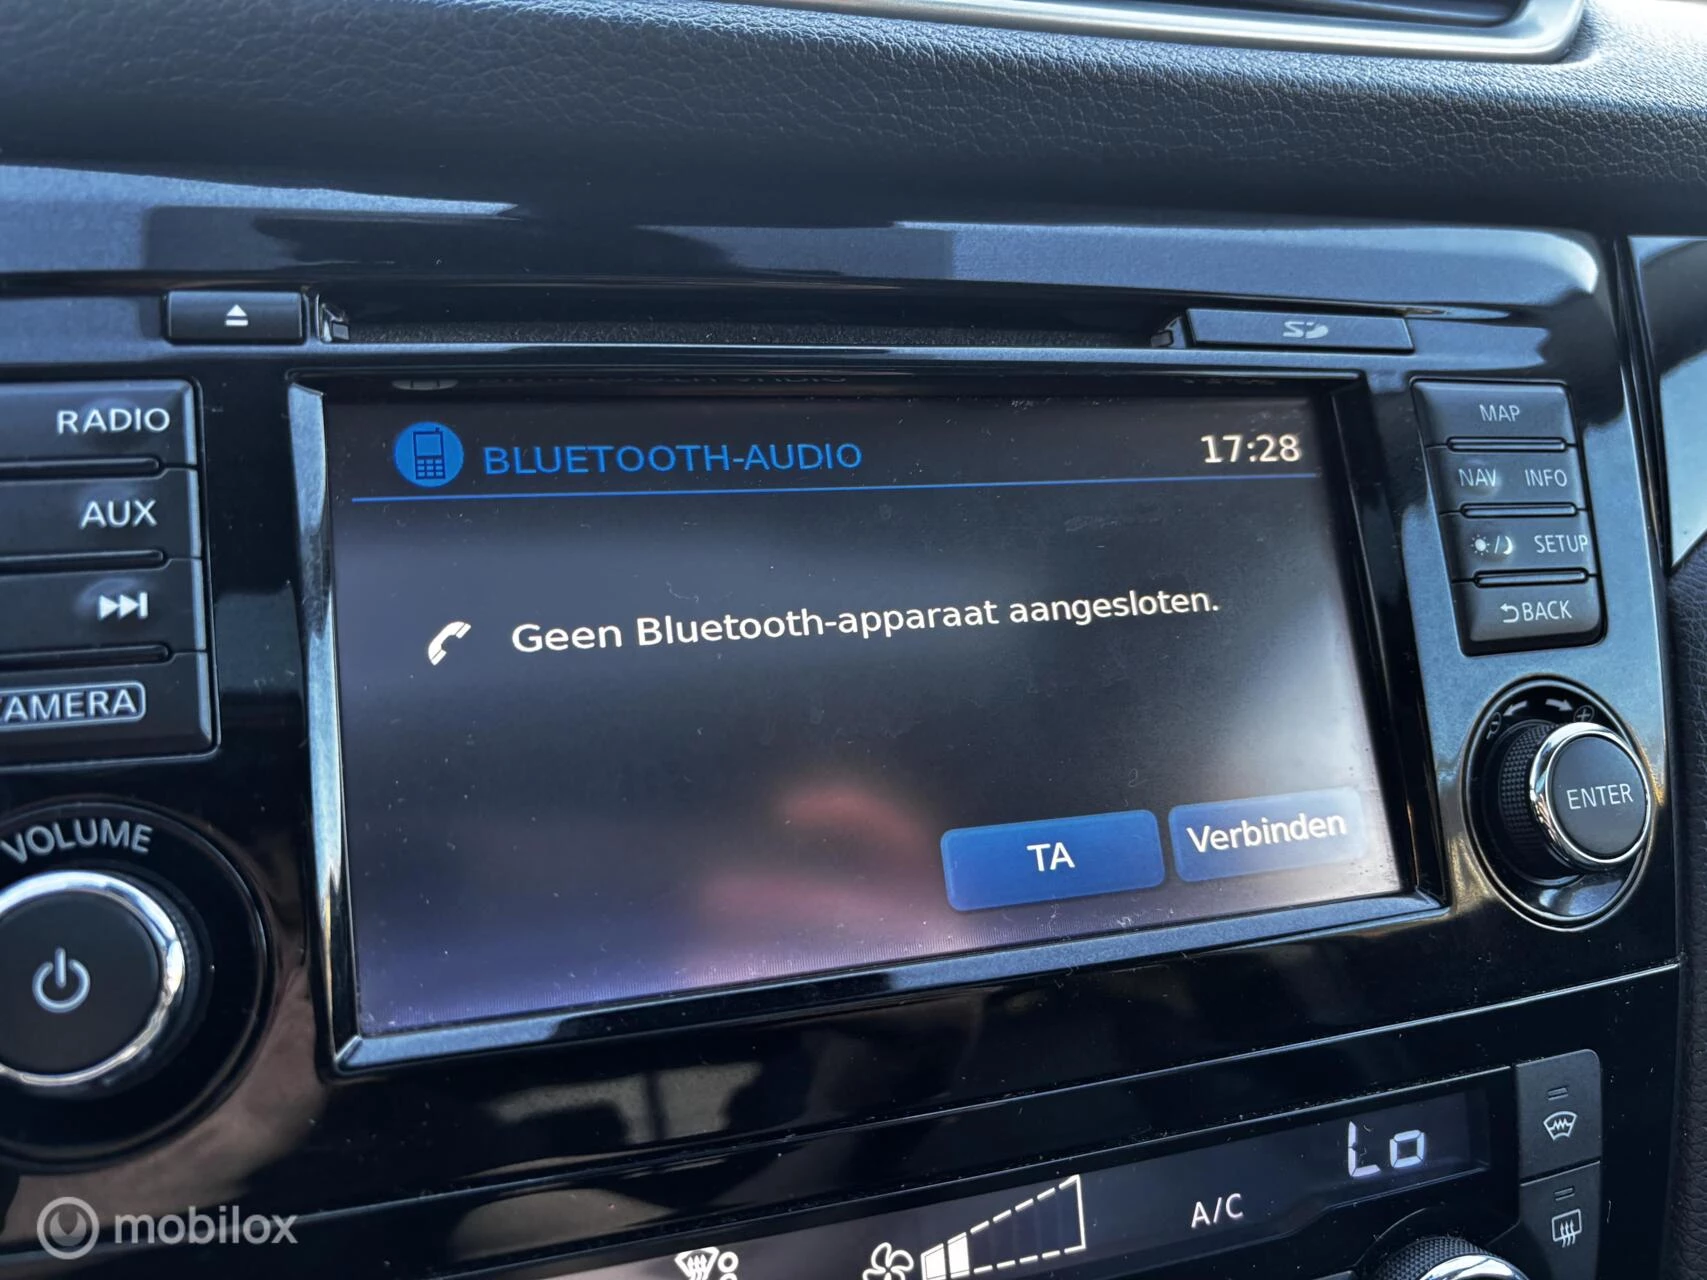 RADIO
AUX
CAMERA
VOLUME
BLUETOOTH-AUDIO
17:28
Geen Bluetooth-apparaat aangesloten.
TA
Verbinden
MAP
NAV INFO
SETUP
BACK
ENTER
Lo
A/C
mobilox